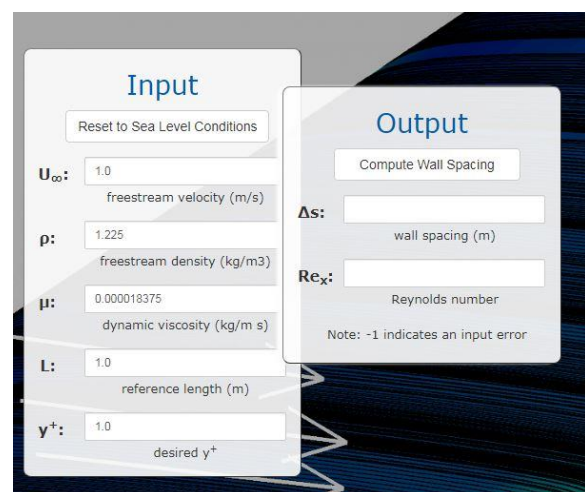 Input
Reset to Sea Level Conditions
U∞: 1.0
freestream velocity (m/s)
ρ: 1.225
freestream density (kg/m3)
μ: 0.000018375
dynamic viscosity (kg/m s)
L: 1.0
reference length (m)
y⁺: 1.0
desired y⁺
Output
Compute Wall Spacing
Δs:
wall spacing (m)
Reₓ:
Reynolds number
Note: -1 indicates an input error